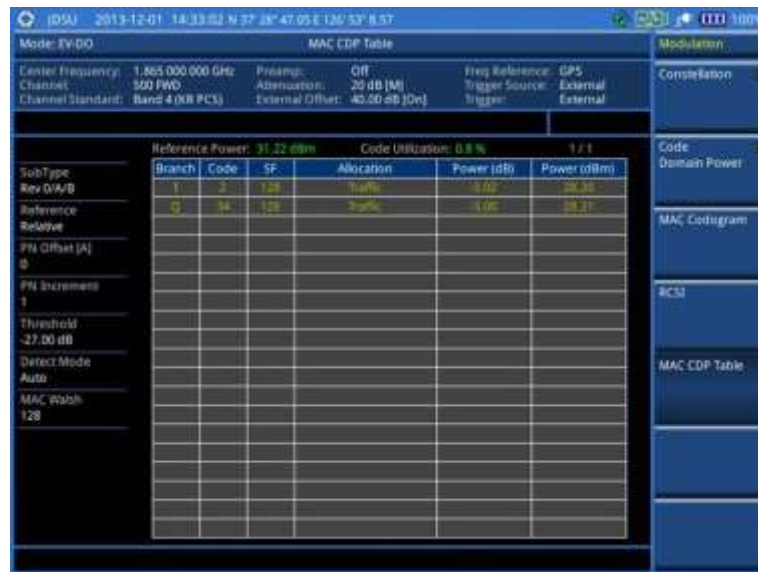 JDSU 2013-12-01 14:33:02 N 37° 28' 47.05 E 126° 53' 8.57 100%
Mode: EV-DO MAC CDP Table Modulation
Center Frequency: 1.865 000 000 GHz Preamp: Off Freq Reference: GPS
Channel: 500 FWD Attenuation: 20 dB [M] Trigger Source: External
Channel Standard: Band 4 (KR PCS) External Offset: 40.00 dB [On] Trigger: External
Constellation
Reference Power: 31.22 dBm Code Utilization: 0.8 % 1 / 1
Branch Code SF Allocation Power (dB) Power (dBm)
I 2 128 Traffic -3.02 28.20
Q 34 128 Traffic -3.00 28.21
SubType
Rev 0/A/B
Reference
Relative
PN Offset [A]
0
PN Increment
1
Threshold
-27.00 dB
Detect Mode
Auto
MAC Walsh
128
Code
Domain Power
MAC Codogram
RCSI
MAC CDP Table